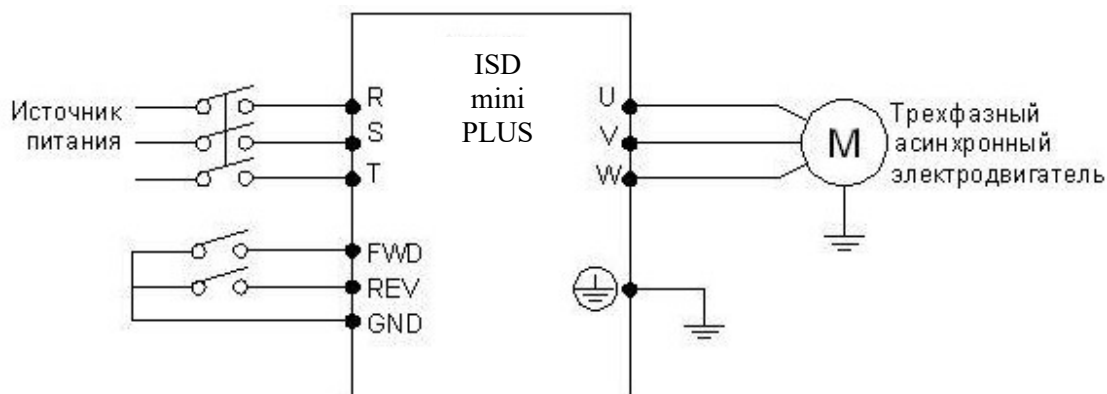 ISD
mini
PLUS
Источник
питания
R
S
T
FWD
REV
GND
U
V
W
M
Трехфазный
асинхронный
электродвигатель